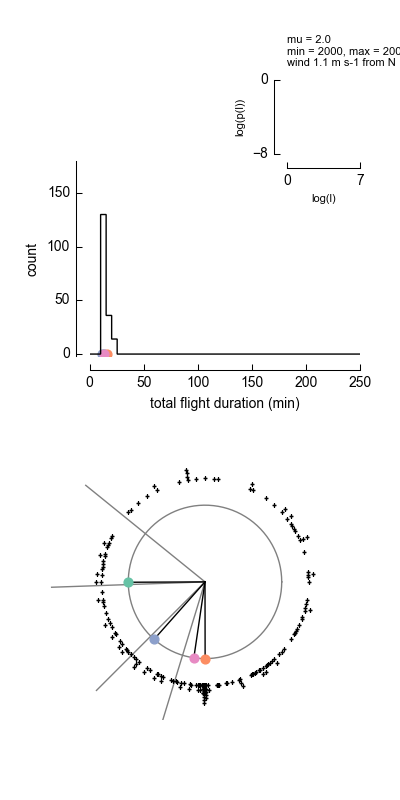 mu = 2.0
min = 2000, max = 200
wind 1.1 m s-1 from N
0
log(p(l))
−8
0 7
log(l)
150
100
50
0
count
0 50 100 150 200 250
total flight duration (min)